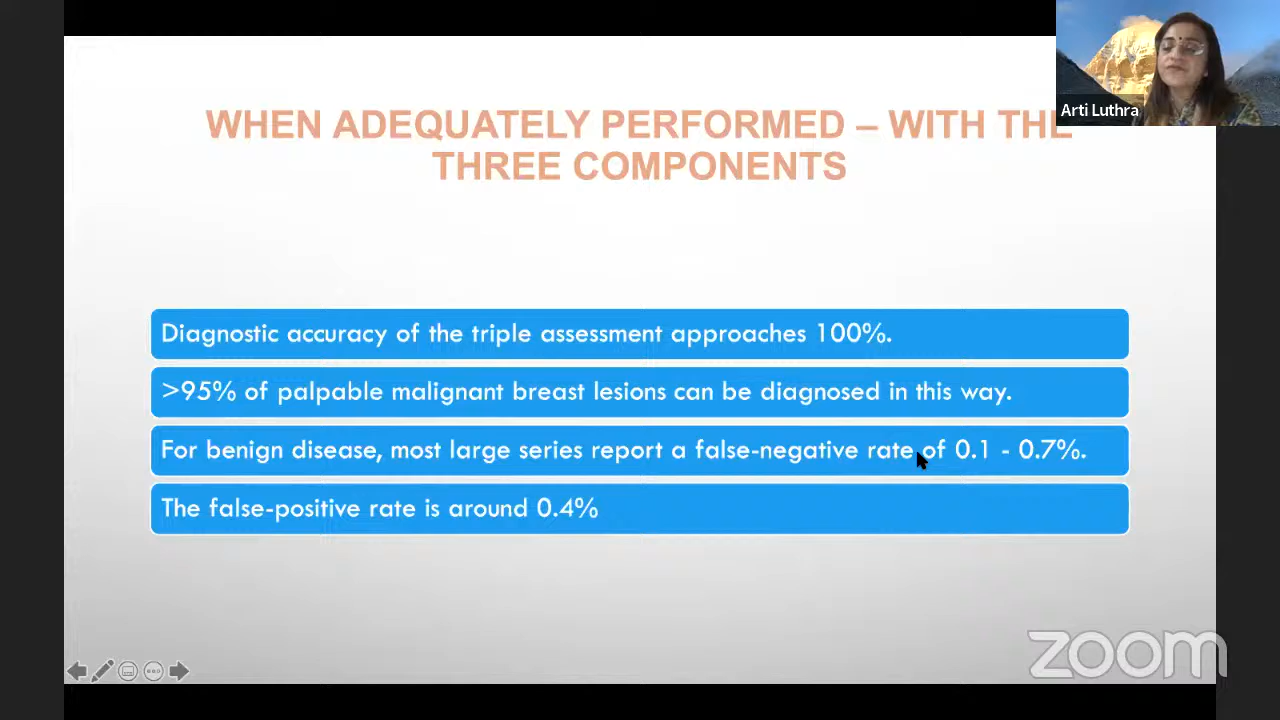 Arti Luthra
WHEN ADEQUATELY PERFORMED – WITH THE
THREE COMPONENTS
Diagnostic accuracy of the triple assessment approaches 100%.
>95% of palpable malignant breast lesions can be diagnosed in this way.
For benign disease, most large series report a false-negative rate of 0.1 - 0.7%.
The false-positive rate is around 0.4%
zoom